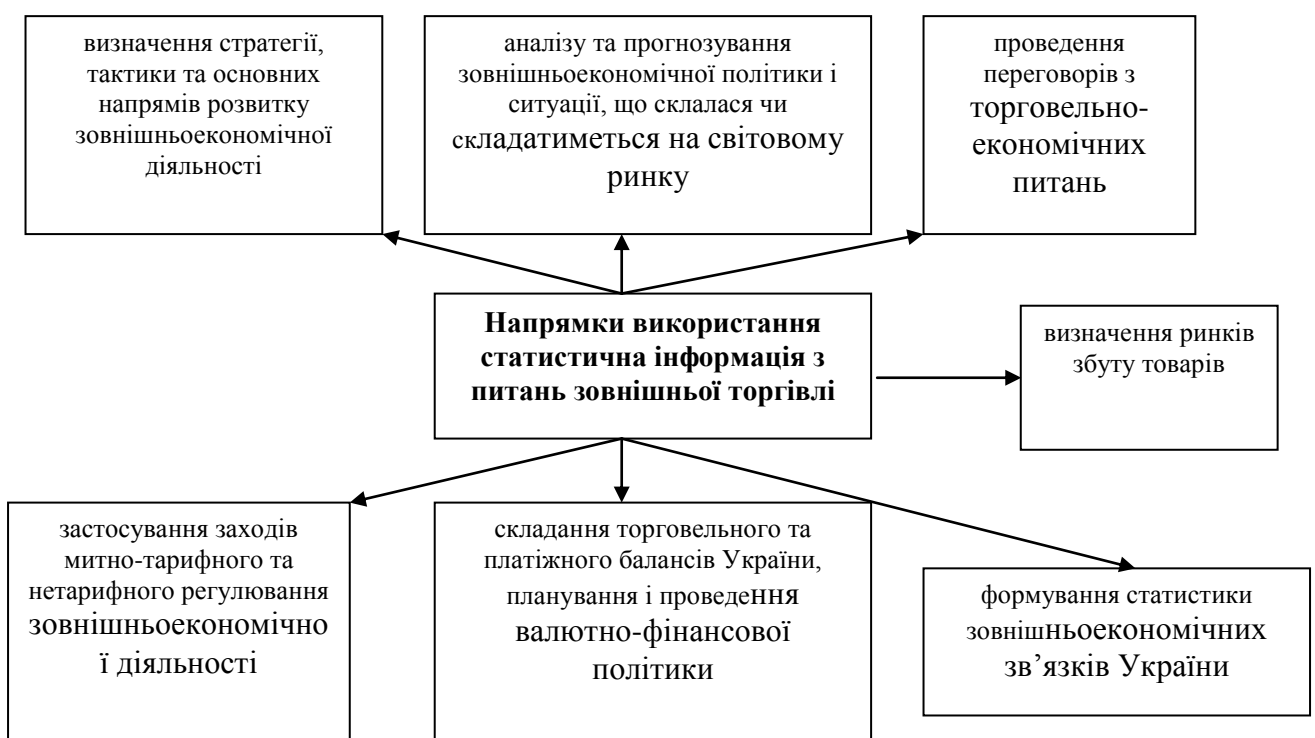 визначення стратегії,
тактики та основних
напрямів розвитку
зовнішньоекономічної
діяльності
аналізу та прогнозування
зовнішньоекономічної політики і
ситуації, що склалася чи
складатиметься на світовому
ринку
проведення
переговорів з
торговельно-
економічних
питань
Напрямки використання
статистична інформація з
питань зовнішньої торгівлі
визначення ринків
збуту товарів
застосування заходів
митно-тарифного та
нетарифного регулювання
зовнішньоекономічно
ї діяльності
складання торговельного та
платіжного балансів України,
планування і проведення
валютно-фінансової
політики
формування статистики
зовнішньоекономічних
зв’язків України